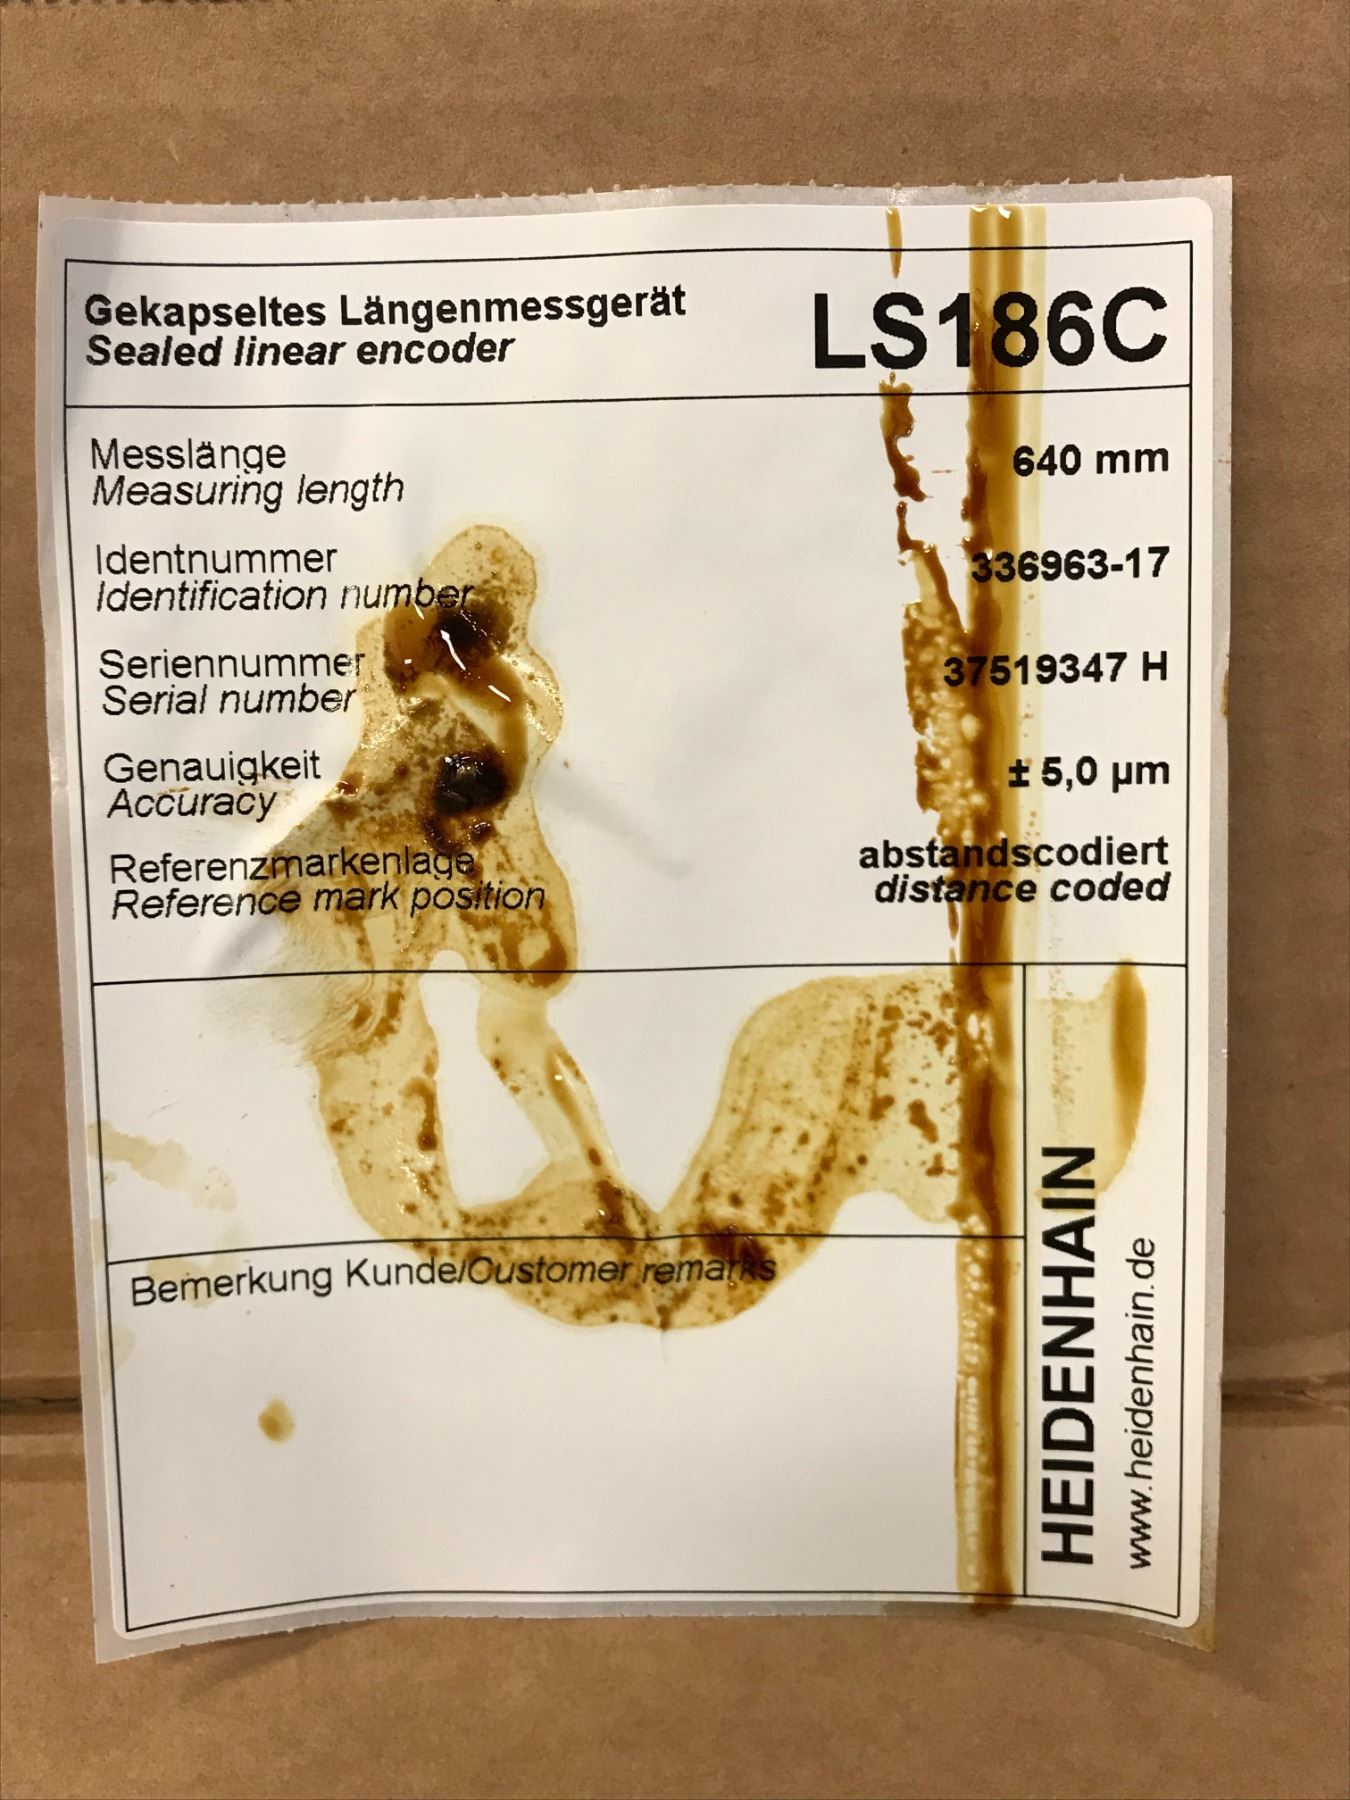 Gekapseltes Längenmessgerät
Sealed linear encoder
LS186C
Messlänge
Measuring length
640 mm
Identnummer
Identification number
336963-17
Seriennummer
Serial number
37519347 H
Genauigkeit
Accuracy
± 5,0 µm
Referenzmarkenlage
Reference mark position
abstandscodiert
distance coded
Bemerkung Kunde/Customer remarks
HEIDENHAIN
www.heidenhain.de